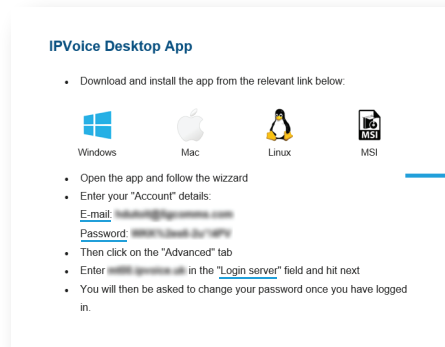 IPVoice Desktop App
Download and install the app from the relevant link below:
MSI
Windows Mac Linux MSI
Open the app and follow the wizzard
Enter your "Account" details:
E-mail:
Password:
Then click on the "Advanced" tab
Enter in the "Login server" field and hit next
You will then be asked to change your password once you have logged
in.